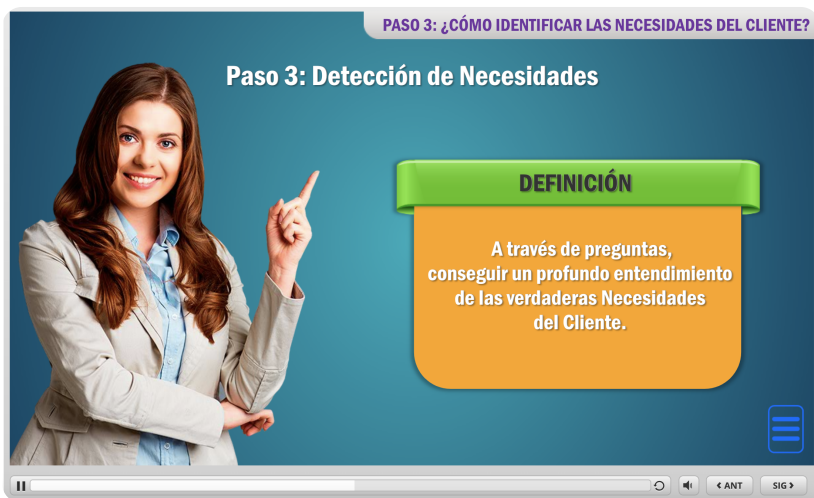 PASO 3: ¿CÓMO IDENTIFICAR LAS NECESIDADES DEL CLIENTE?
Paso 3: Detección de Necesidades
DEFINICIÓN
A través de preguntas,
conseguir un profundo entendimiento
de las verdaderas Necesidades
del Cliente.
ANT
SIG